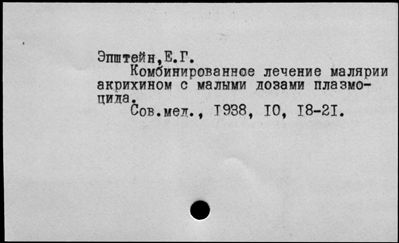 Эпштейн,Е.Г.
Комбинированное лечение малярии
акрихином с малыми дозами плазмо-
цида.
Сов.мед., 1938, 10, 18-21.